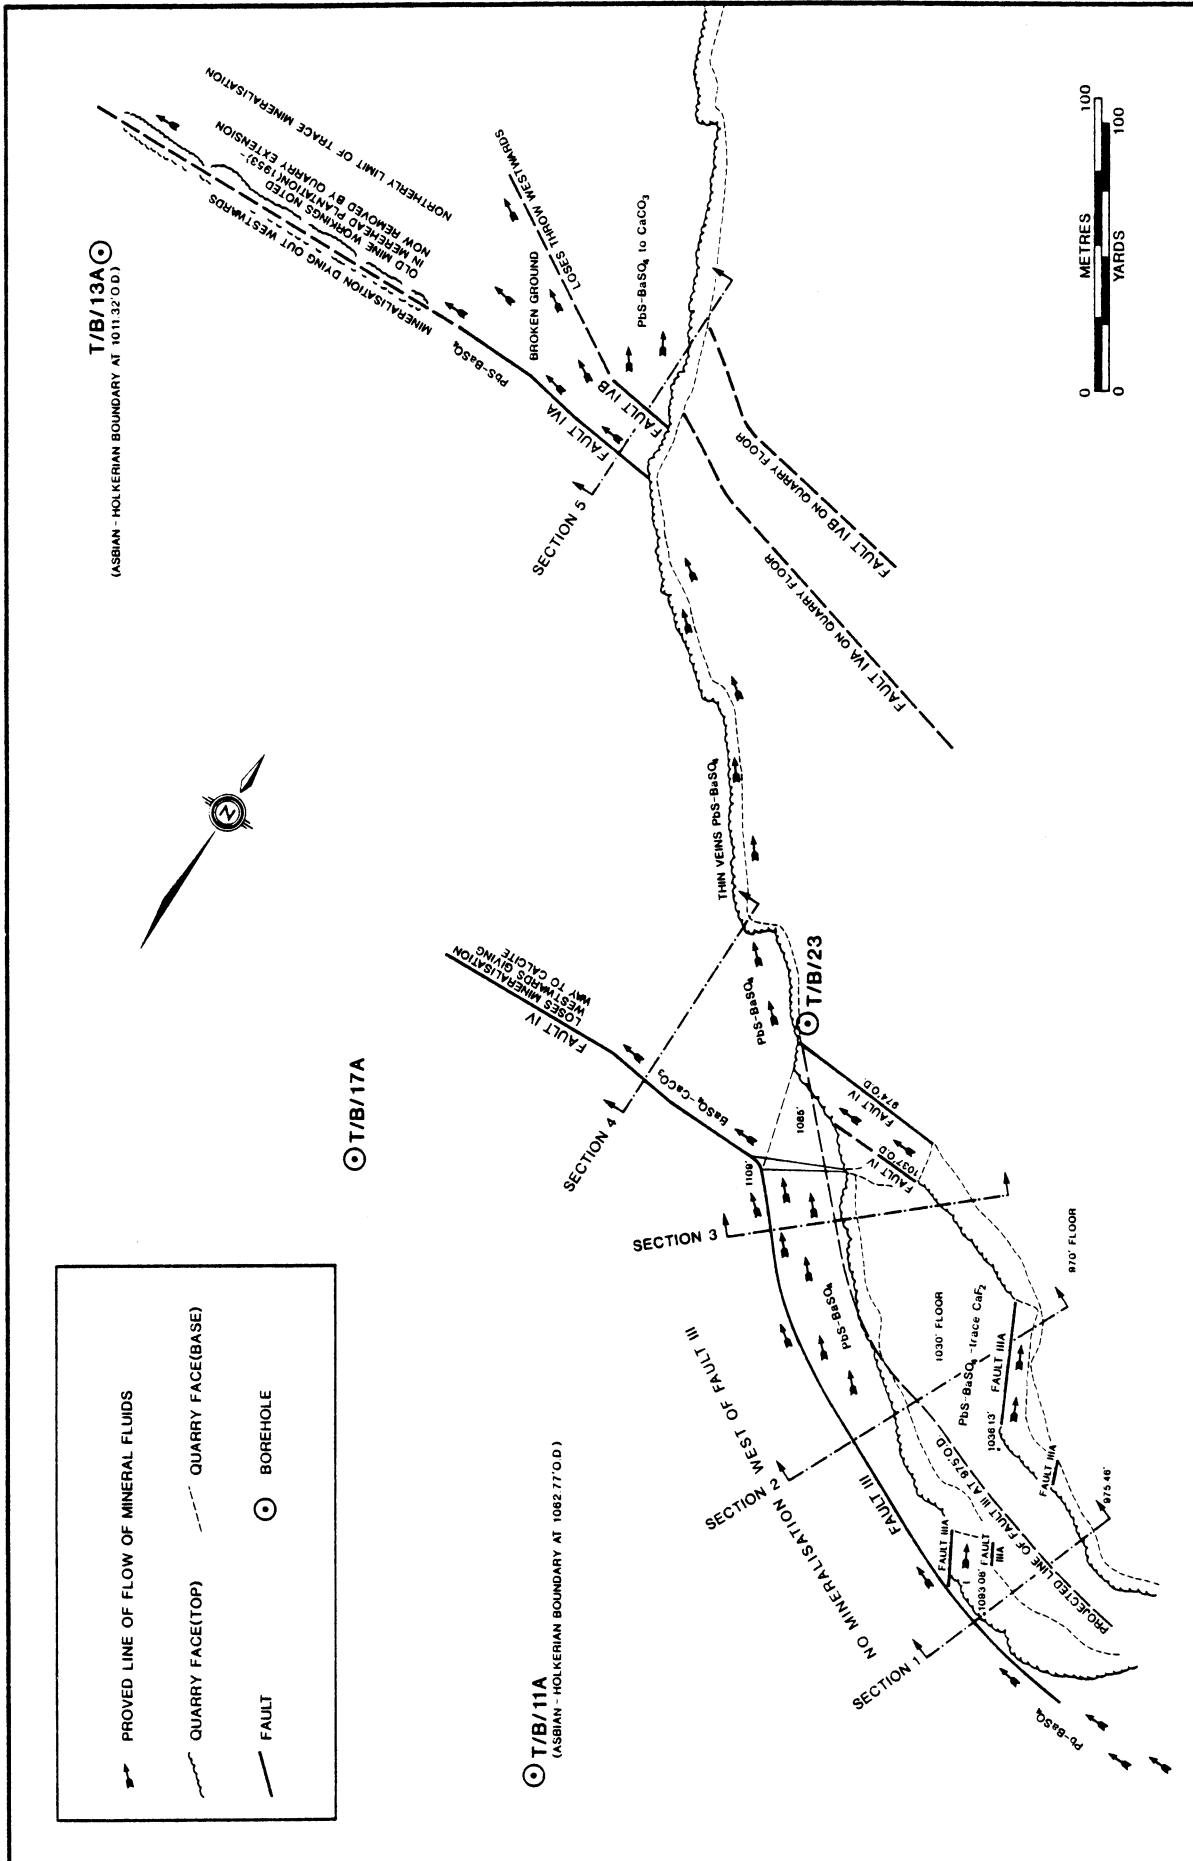 PROVED LINE OF FLOW OF MINERAL FLUIDS
QUARRY FACE(TOP)
QUARRY FACE(BASE)
FAULT
BOREHOLE
T/B/11A
(ASBIAN - HOLKERIAN BOUNDARY AT 1062.77'O.D)
T/B/17A
T/B/13A
(ASBIAN - HOLKERIAN BOUNDARY AT 1011.32'O.D.)
N
NORTHERLY LIMIT OF TRACE MINERALISATION
OLD MINE WORKINGS NOTED
IN MEREHEAD PLANTATION(1953)-
NOW REMOVED BY QUARRY EXTENSION
MINERALISATION DYING OUT WESTWARDS
PbS-BaSO4
BROKEN GROUND
LOSES THROW WESTWARDS
PbS-BaSO4 to CaCO3
FAULT IVA
FAULT IVB
SECTION 5
FAULT IVB ON QUARRY FLOOR
FAULT IVA ON QUARRY FLOOR
METRES
0
100
YARDS
0
100
THIN VEINS PbS-BaSO4
FAULT IV
LOSES MINERALISATION
WESTWARDS GIVING
WAY TO CALCITE
BaSO4-CaCO3
PbS-BaSO4
T/B/23
SECTION 4
1109'
1085'
FAULT IV
974'O.D.
FAULT IV
1037'O.D.
SECTION 3
PbS-BaSO4
NO MINERALISATION WEST OF FAULT III
FAULT III
SECTION 2
1030' FLOOR
970' FLOOR
PbS-BaSO4-trace CaF2
FAULT IIIA
1036.13'
FAULT IIIA
975.46'
PROJECTED LINE OF FAULT III AT 975'O.D.
FAULT IIIA
FAULT
IIIA
1093.08'
SECTION 1
Pb-BaSO4